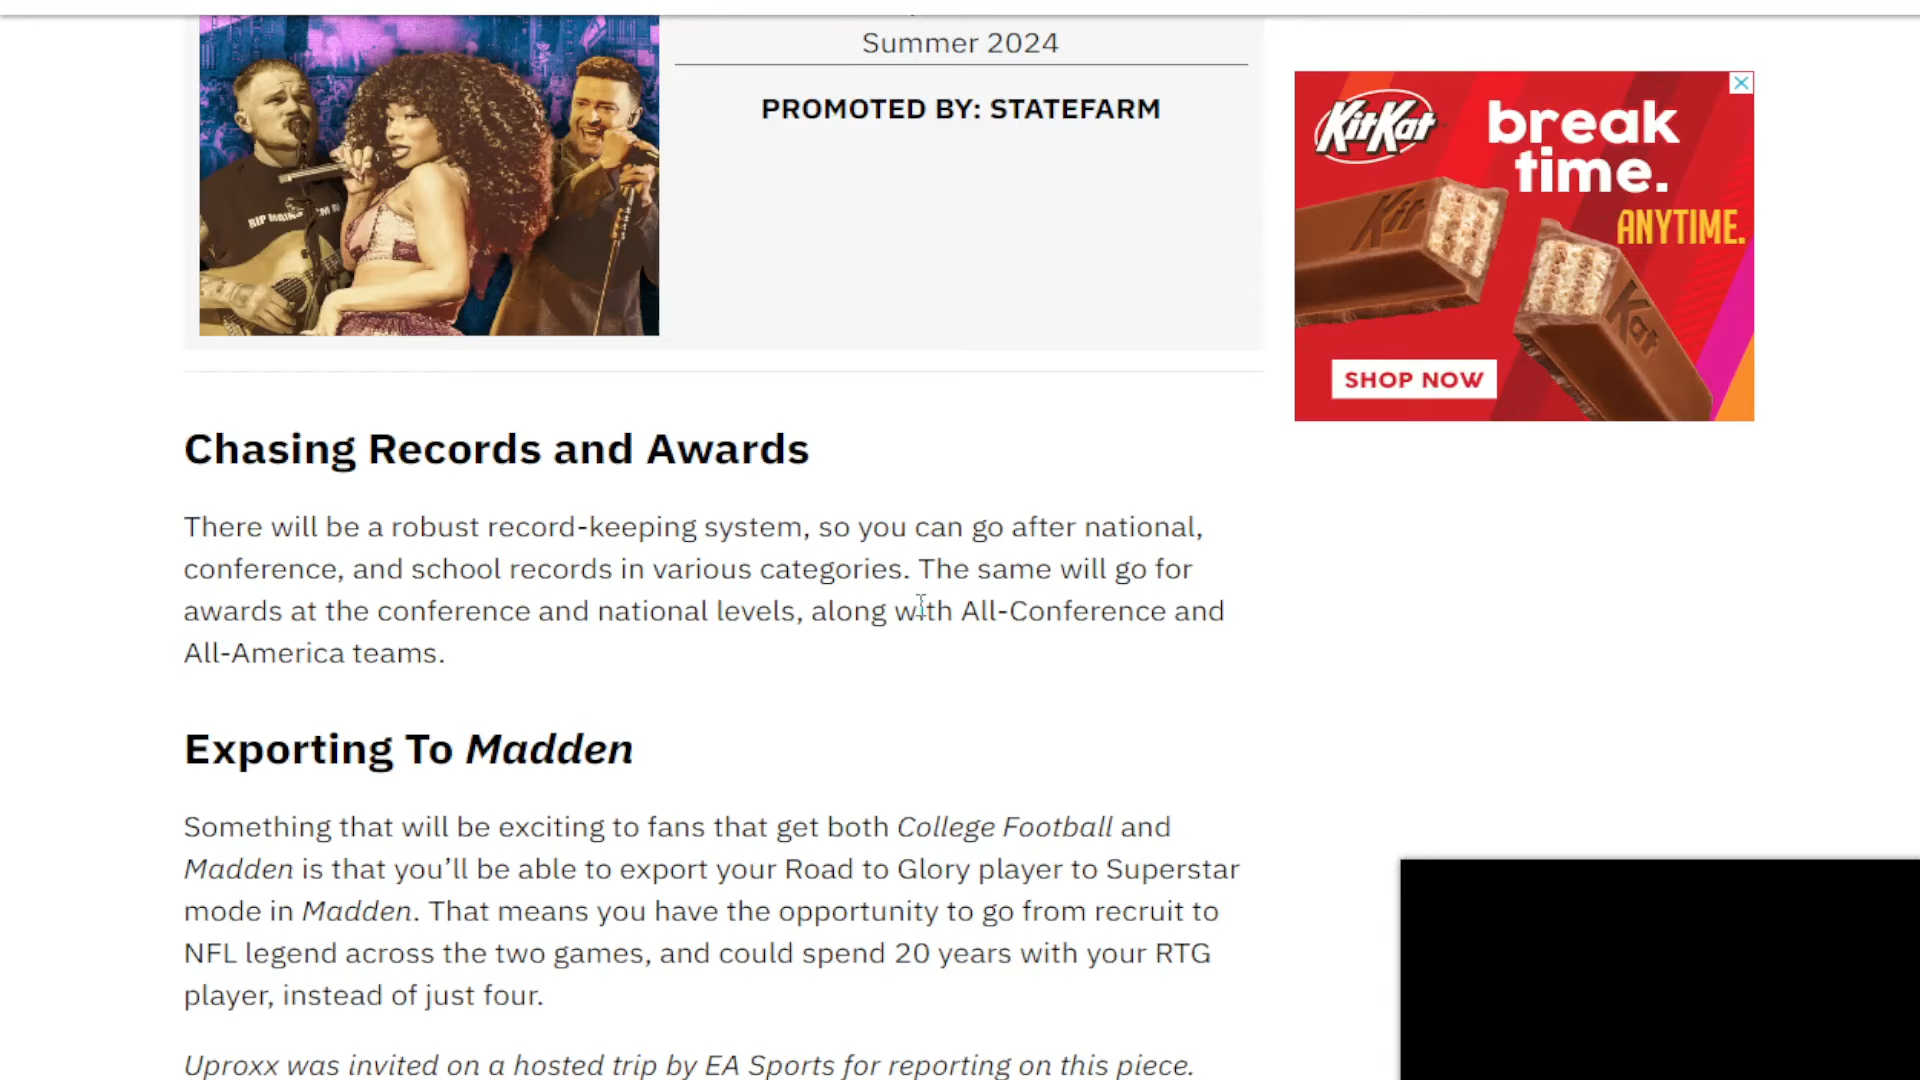 Summer 2024
PROMOTED BY: STATEFARM
KitKat
break
time.
ANYTIME.
Kit
Kat
SHOP NOW
Chasing Records and Awards
There will be a robust record-keeping system, so you can go after national,
conference, and school records in various categories. The same will go for
awards at the conference and national levels, along with All-Conference and
All-America teams.
Exporting To Madden
Something that will be exciting to fans that get both College Football and
Madden is that you’ll be able to export your Road to Glory player to Superstar
mode in Madden. That means you have the opportunity to go from recruit to
NFL legend across the two games, and could spend 20 years with your RTG
player, instead of just four.
Uproxx was invited on a hosted trip by EA Sports for reporting on this piece.